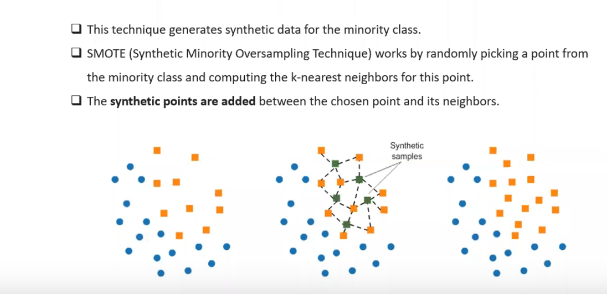 This technique generates synthetic data for the minority class.
SMOTE (Synthetic Minority Oversampling Technique) works by randomly picking a point from
the minority class and computing the k-nearest neighbors for this point.
The synthetic points are added between the chosen point and its neighbors.
Synthetic
samples